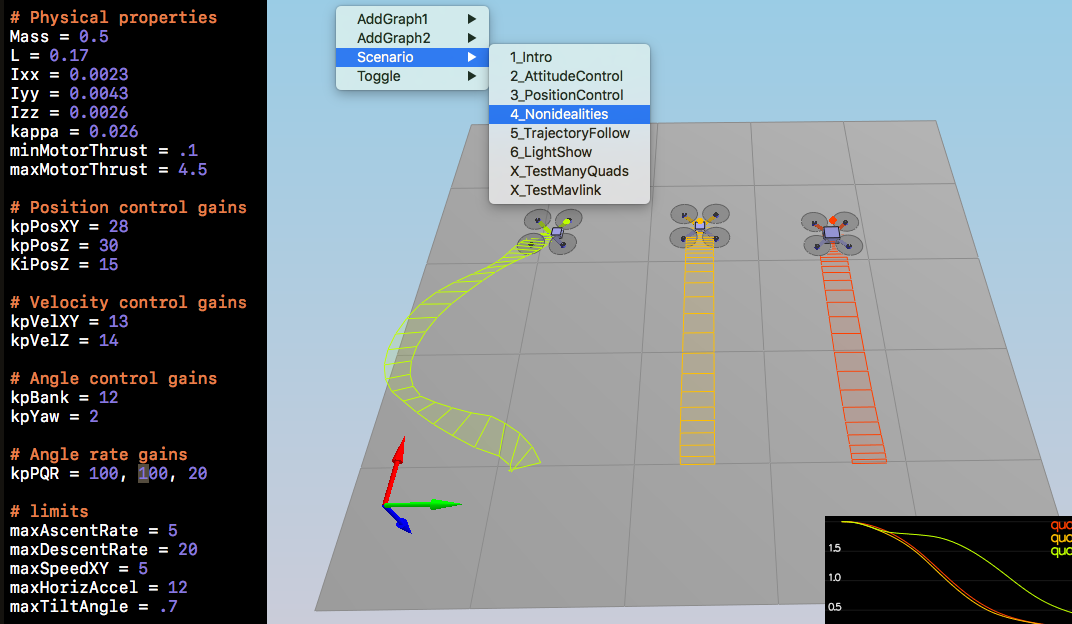 # Physical properties
Mass = 0.5
L = 0.17
Ixx = 0.0023
Iyy = 0.0043
Izz = 0.0026
kappa = 0.026
minMotorThrust = .1
maxMotorThrust = 4.5
# Position control gains
kpPosXY = 28
kpPosZ = 30
KiPosZ = 15
# Velocity control gains
kpVelXY = 13
kpVelZ = 14
# Angle control gains
kpBank = 12
kpYaw = 2
# Angle rate gains
kpPQR = 100, 100, 20
# limits
maxAscentRate = 5
maxDescentRate = 20
maxSpeedXY = 5
maxHorizAccel = 12
maxTiltAngle = .7
AddGraph1
AddGraph2
Scenario
Toggle
1_Intro
2_AttitudeControl
3_PositionControl
4_Nonidealities
5_TrajectoryFollow
6_LightShow
X_TestManyQuads
X_TestMavlink
quo
quo
quo
1.5
1.0
0.5